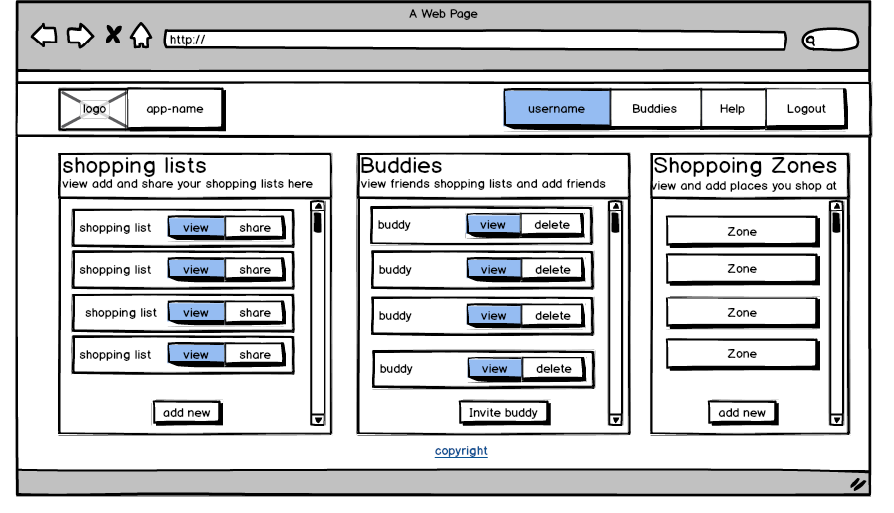 A Web Page
http://
logo app-name username Buddies Help Logout
shopping lists
view add and share your shopping lists here
shopping list view share
shopping list view share
shopping list view share
shopping list view share
add new
Buddies
view friends shopping lists and add friends
buddy view delete
buddy view delete
buddy view delete
buddy view delete
Invite buddy
Shoppoing Zones
view and add places you shop at
Zone
Zone
Zone
Zone
add new
copyright